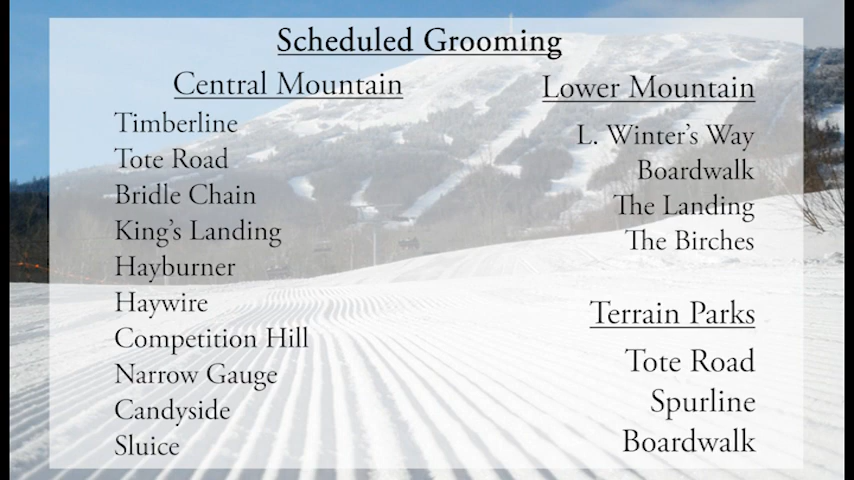 Scheduled Grooming
Central Mountain
Timberline
Tote Road
Bridle Chain
King's Landing
Hayburner
Haywire
Competition Hill
Narrow Gauge
Candyside
Sluice
Lower Mountain
L. Winter's Way
Boardwalk
The Landing
The Birches
Terrain Parks
Tote Road
Spurline
Boardwalk